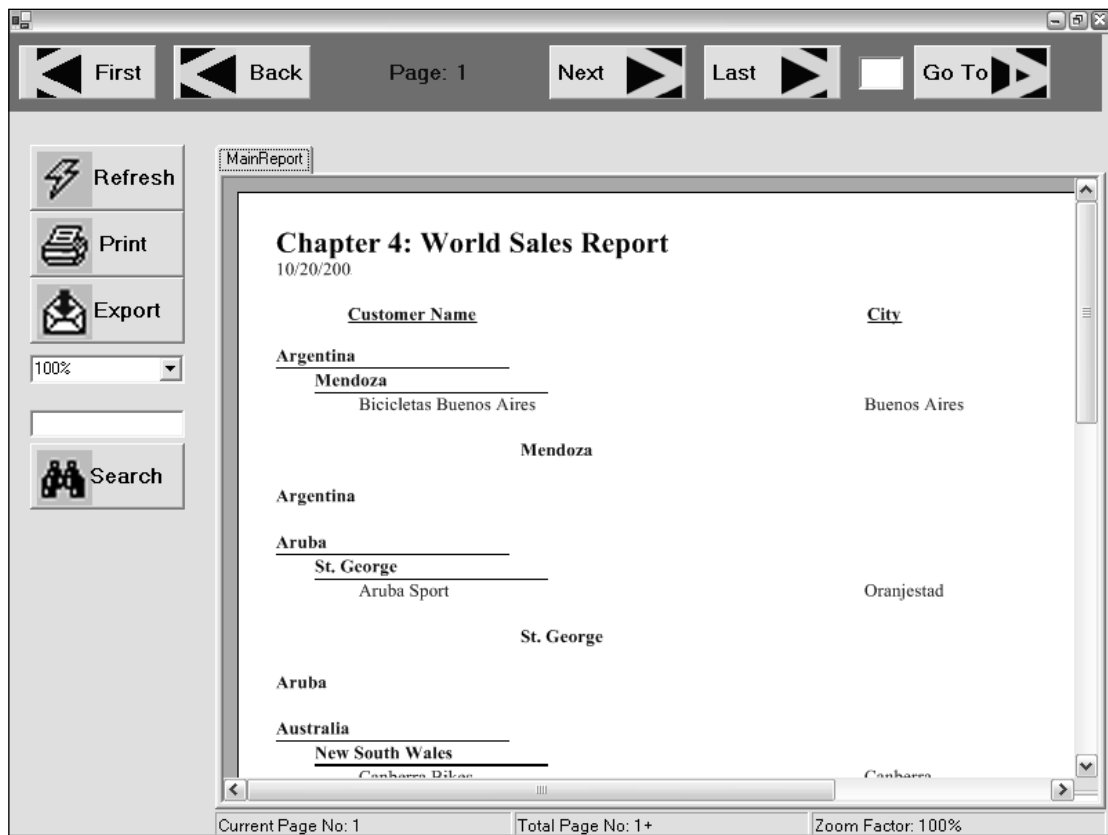 First Back Page: 1 Next Last Go To
Refresh
Print
Export
100%
Search
MainReport
Chapter 4: World Sales Report
10/20/200
Customer Name City
Argentina
Mendoza
Bicicletas Buenos Aires Buenos Aires
Mendoza
Argentina
Aruba
St. George
Aruba Sport Oranjestad
St. George
Aruba
Australia
New South Wales
Canberra Bikes Canberra
Current Page No: 1 Total Page No: 1+ Zoom Factor: 100%